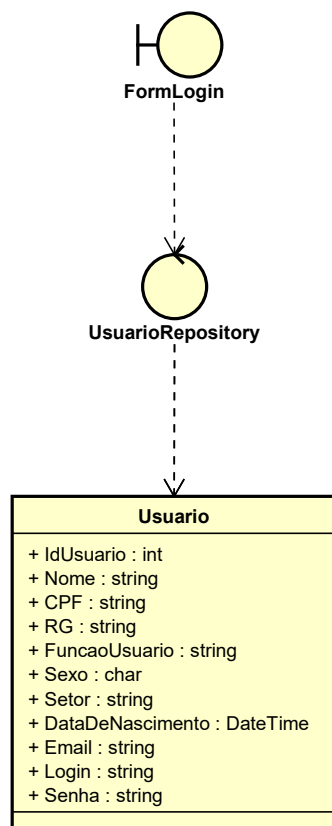 FormLogin
UsuarioRepository
Usuario
+ IdUsuario : int
+ Nome : string
+ CPF : string
+ RG : string
+ FuncaoUsuario : string
+ Sexo : char
+ Setor : string
+ DataDeNascimento : DateTime
+ Email : string
+ Login : string
+ Senha : string